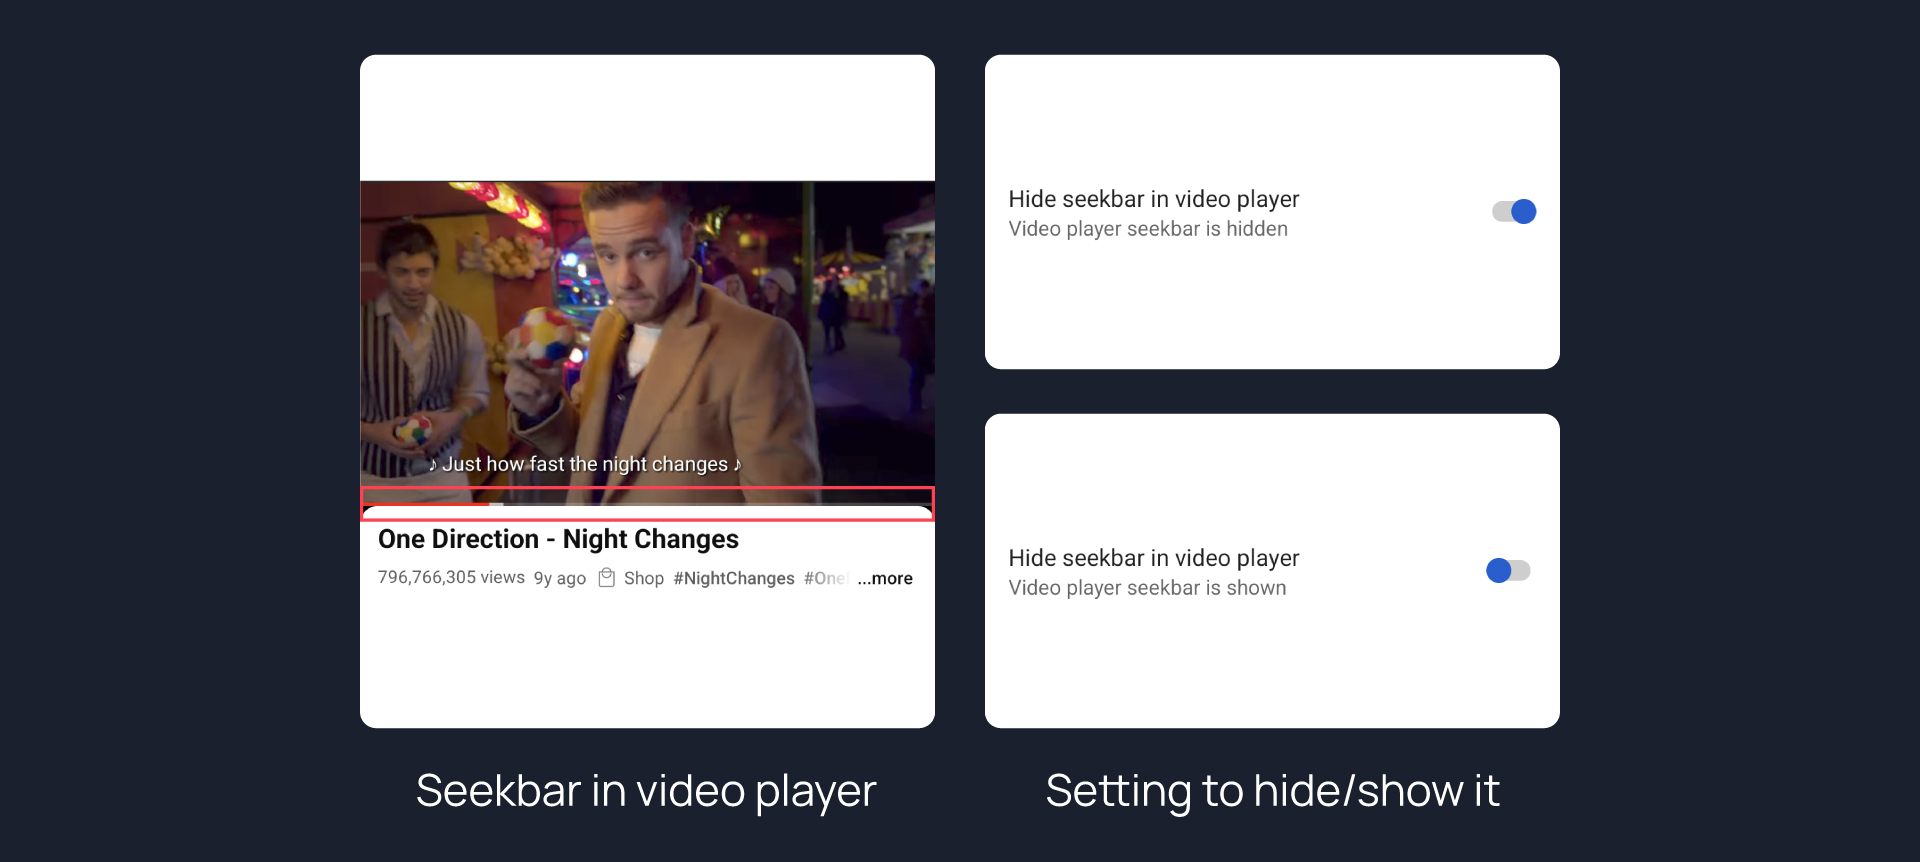 ♪ Just how fast the night changes ♪
One Direction - Night Changes
796,766,305 views 9y ago Shop #NightChanges #One ...more
Seekbar in video player
Hide seekbar in video player
Video player seekbar is hidden
Hide seekbar in video player
Video player seekbar is shown
Setting to hide/show it